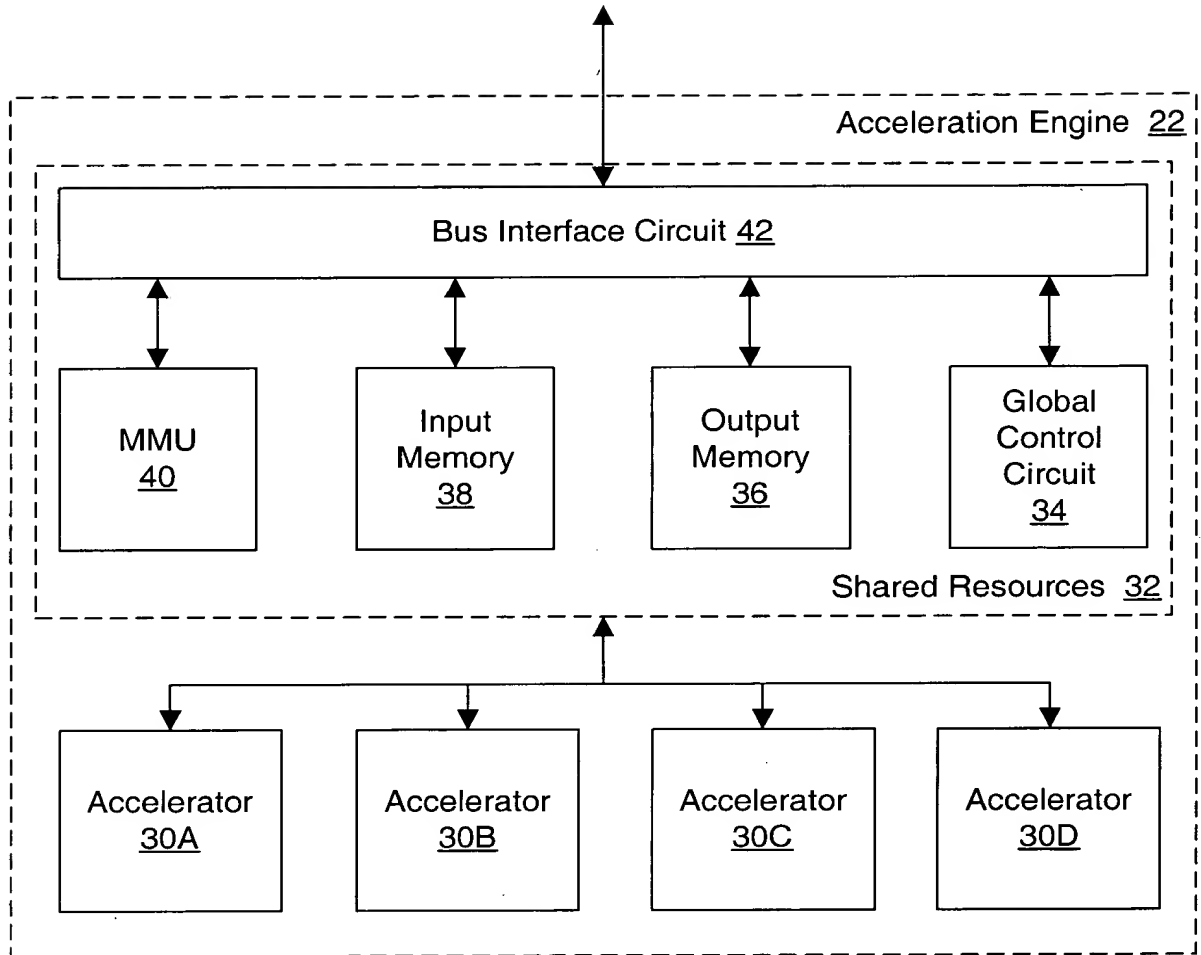 Acceleration Engine 22
Bus Interface Circuit 42
MMU
40
Input
Memory
38
Output
Memory
36
Global
Control
Circuit
34
Shared Resources 32
Accelerator
30A
Accelerator
30B
Accelerator
30C
Accelerator
30D